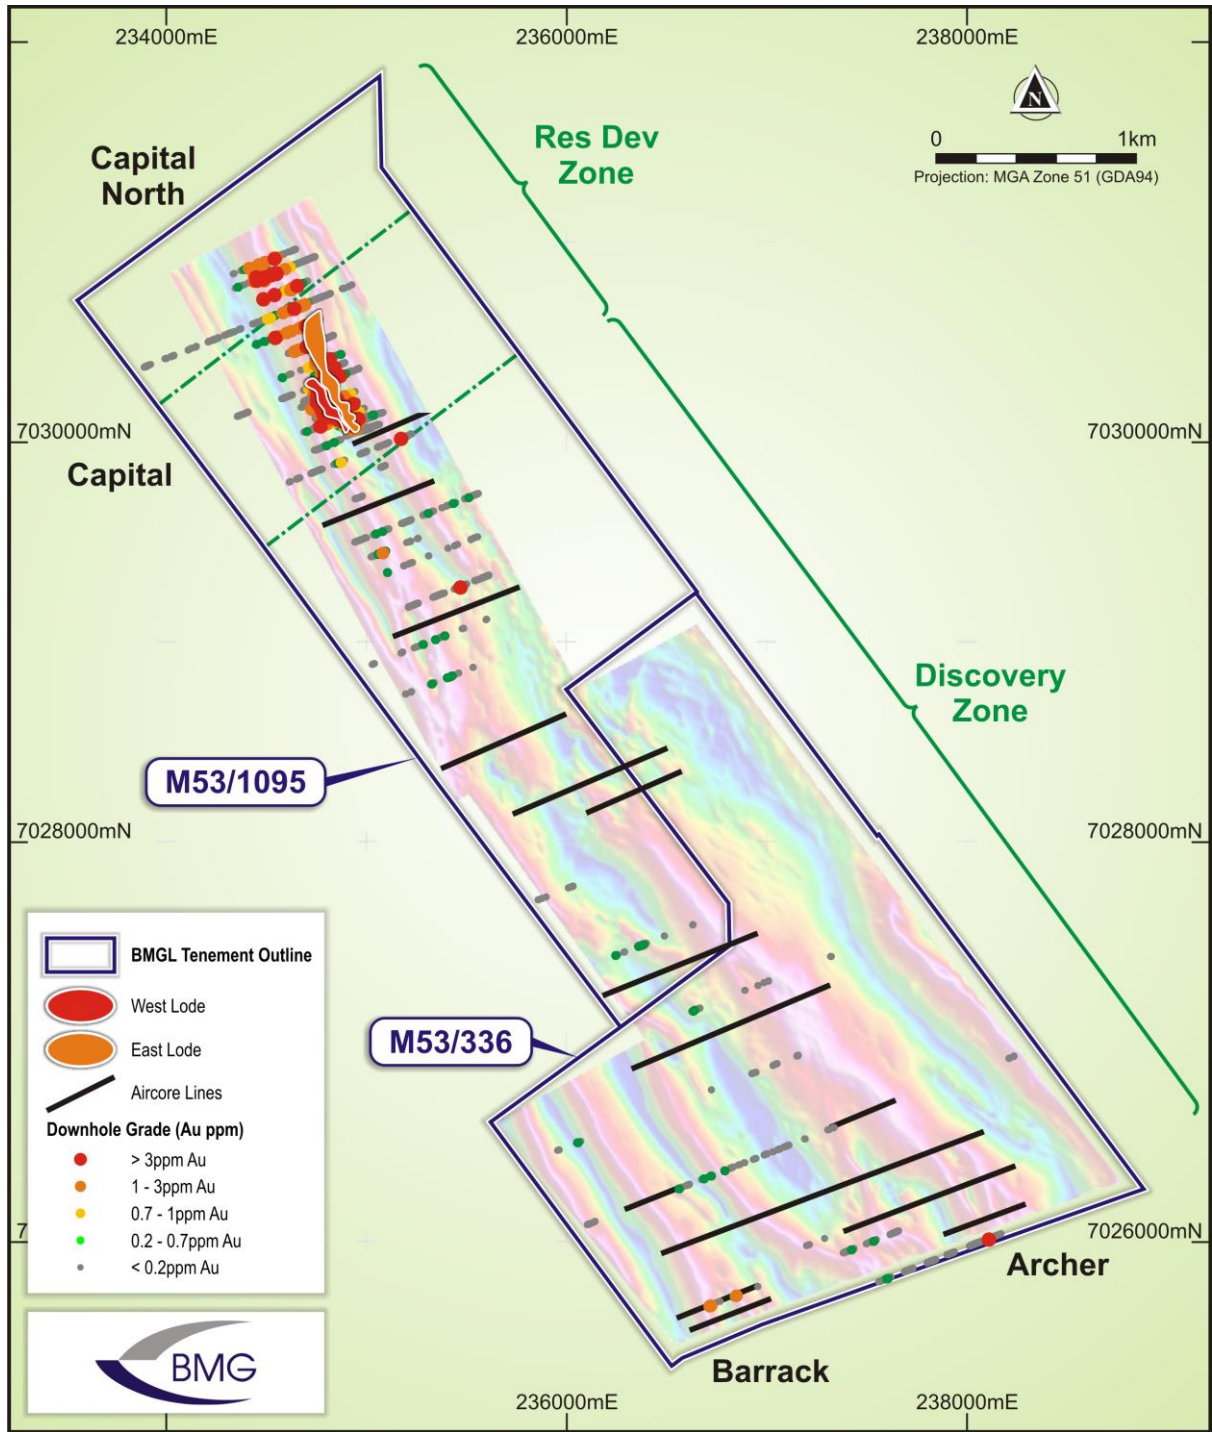 234000mE
236000mE
238000mE
N
0
1km
Projection: MGA Zone 51 (GDA94)
Res Dev
Zone
Capital
North
7030000mN
7030000mN
Capital
Discovery
Zone
M53/1095
7028000mN
7028000mN
BMGL Tenement Outline
West Lode
East Lode
Aircore Lines
Downhole Grade (Au ppm)
> 3ppm Au
1 - 3ppm Au
0.7 - 1ppm Au
0.2 - 0.7ppm Au
< 0.2ppm Au
M53/336
7
7026000mN
Archer
BMG
Barrack
236000mE
238000mE